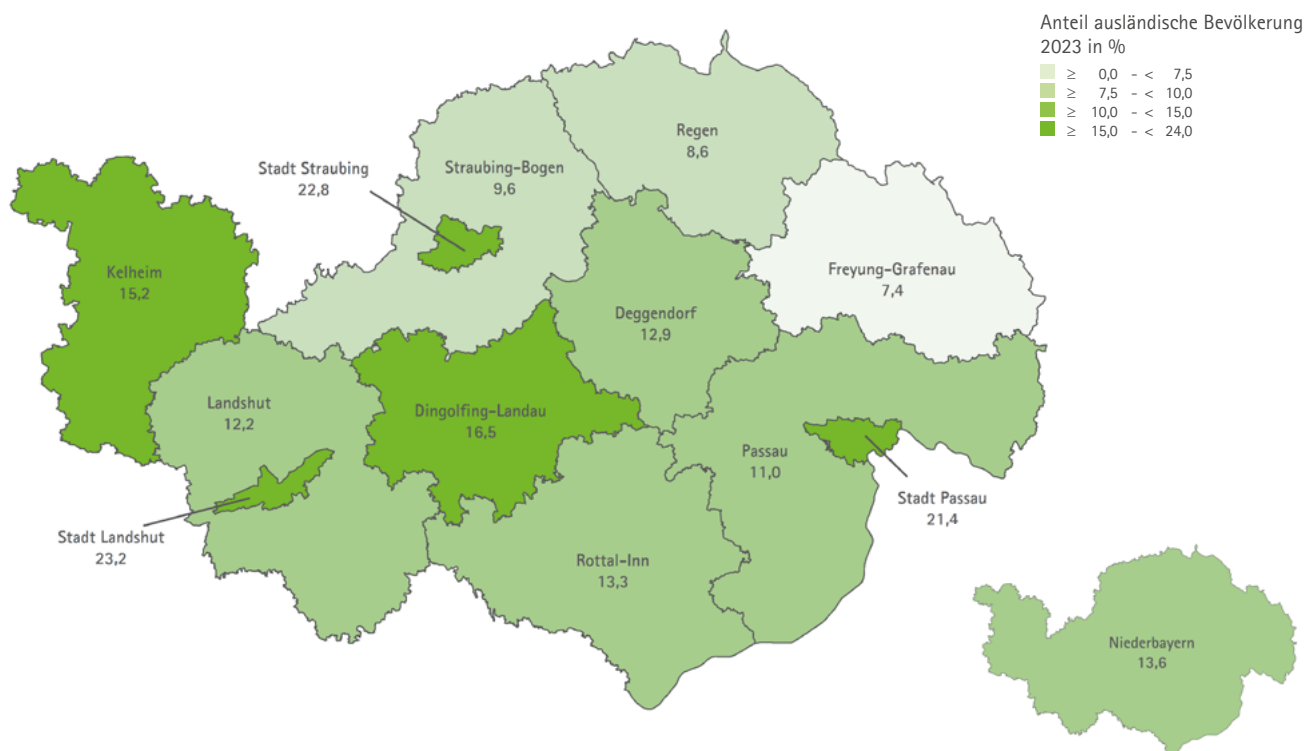 Anteil ausländische Bevölkerung
2023 in %
≥ 0,0 - < 7,5
≥ 7,5 - < 10,0
≥ 10,0 - < 15,0
≥ 15,0 - < 24,0
Regen
8,6
Stadt Straubing
22,8
Straubing-Bogen
9,6
Kelheim
15,2
Freyung-Grafenau
7,4
Deggendorf
12,9
Landshut
12,2
Dingolfing-Landau
16,5
Passau
11,0
Stadt Passau
21,4
Stadt Landshut
23,2
Rottal-Inn
13,3
Niederbayern
13,6